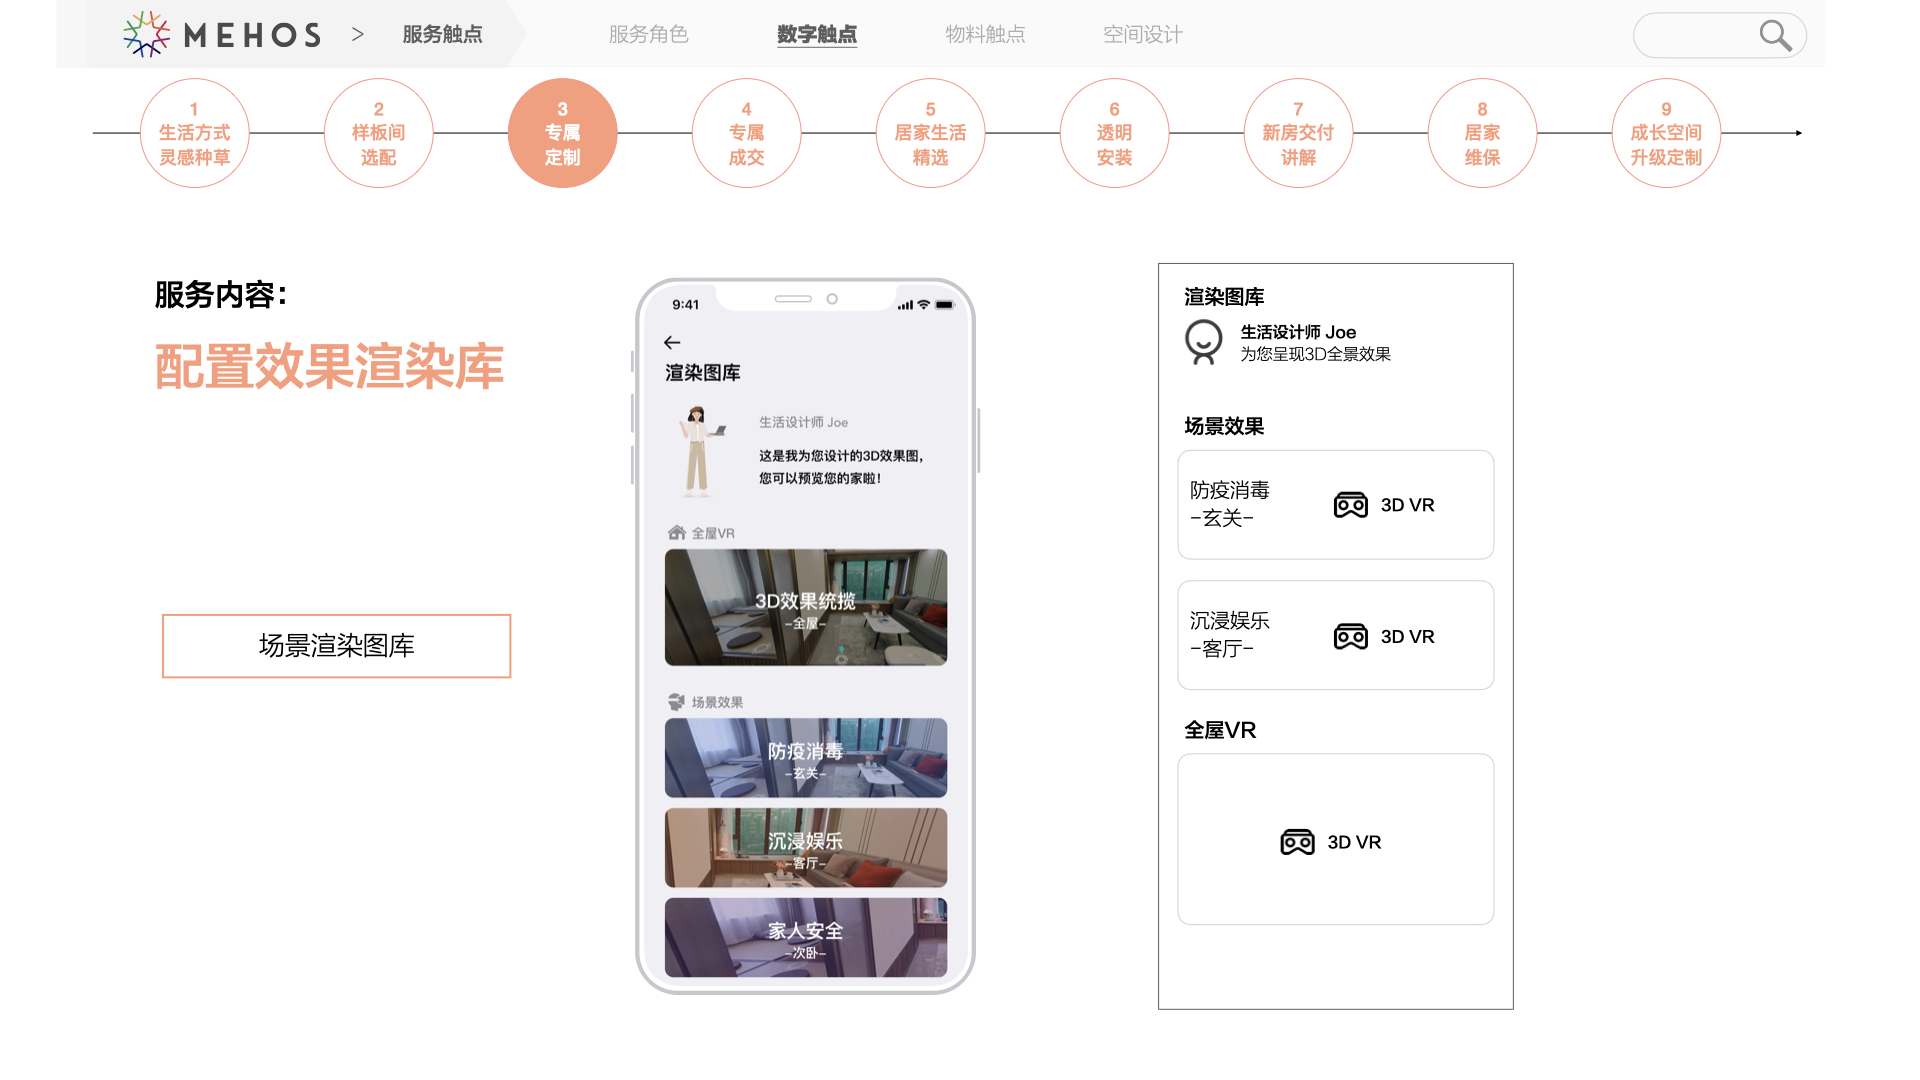 MEHOS > 服务触点 服务角色 数字触点 物料触点 空间设计
1
生活方式
灵感种草
2
样板间
选配
3
专属
定制
4
专属
成交
5
居家生活
精选
6
透明
安装
7
新房交付
讲解
8
居家
维保
9
成长空间
升级定制
服务内容：
配置效果渲染库
场景渲染图库
9:41
渲染图库
生活设计师 Joe
这是我为您设计的3D效果图，
您可以预览您的家啦！
全屋VR
3D效果统揽
-全屋-
场景效果
防疫消毒
-玄关-
沉浸娱乐
-客厅-
家人安全
-次卧-
渲染图库
生活设计师 Joe
为您呈现3D全景效果
场景效果
防疫消毒
-玄关-
3D VR
沉浸娱乐
-客厅-
3D VR
全屋VR
3D VR